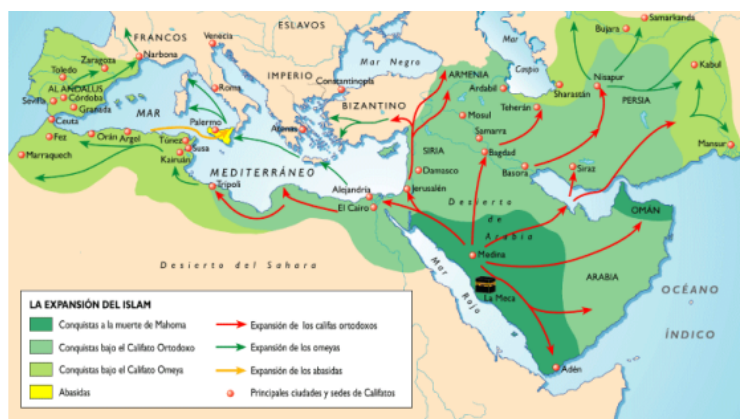 Samarkanda
Bujara
ESLAVOS
FRANCOS
Venecia
Mar
Caspio
Narbona
Mar Negro
Zaragoza
Toledo
IMPERIO
ARMENIA
Kabul
Nisapur
Roma
Constantinopla
Ardabil
AL ANDALUS
Sharastán
Córdoba
Sevilla
BIZANTINO
Teherán
PERSIA
Granada
MAR
Mosul
Palermo
Ceuta
Atenas
Samarra
Orán
Argel
Fez
Túnez
SIRIA
Susa
Bagdad
Mansur
Marraquech
Kairuán
MEDITERRÁNEO
Damasco
Basora
Siraz
Trípoli
Alejandría
Jerusalén
El Cairo
Desierto
de
Arabia
OMÁN
Medina
Desierto del Sahara
Mar Rojo
ARABIA
La Meca
OCÉANO
ÍNDICO
Adén
LA EXPANSIÓN DEL ISLAM
Conquistas a la muerte de Mahoma
Expansión de los califas ortodoxos
Conquistas bajo el Califato Ortodoxo
Expansión de los omeyas
Conquistas bajo el Califato Omeya
Expansión de los abasidas
Abasidas
Principales ciudades y sedes de Califatos